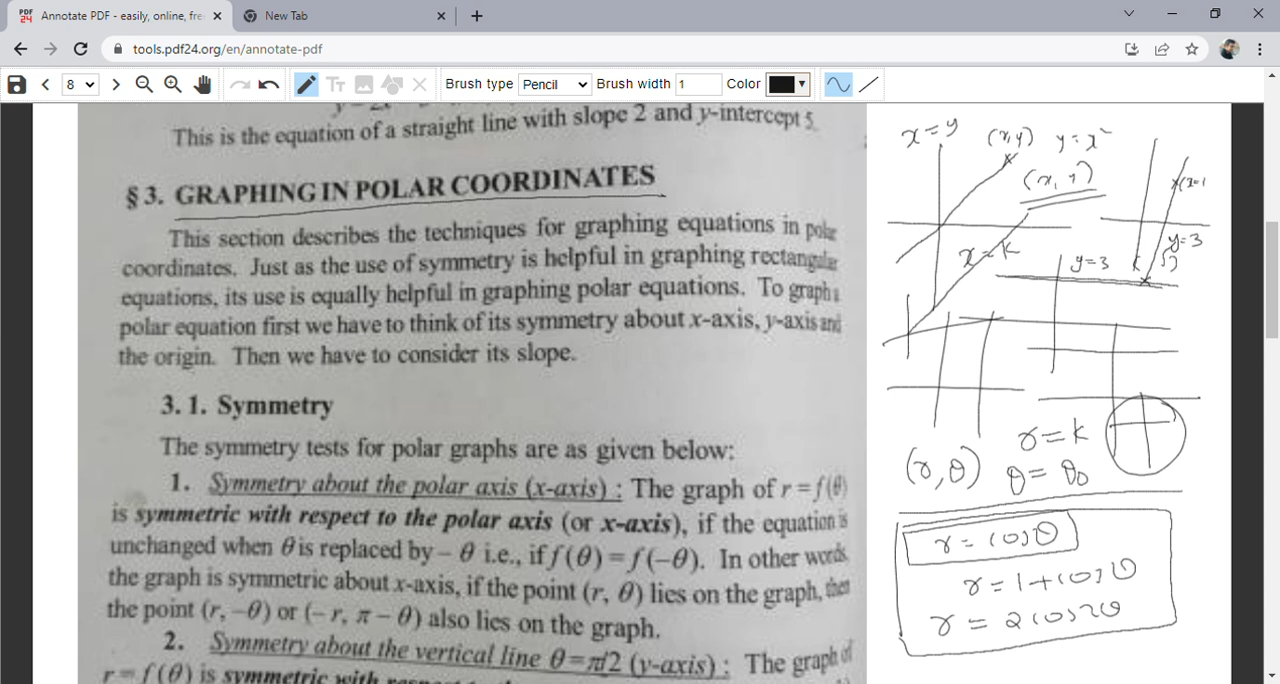 Annotate PDF - easily, online, fre
New Tab
tools.pdf24.org/en/annotate-pdf
8
Brush type Pencil Brush width 1 Color
This is the equation of a straight line with slope 2 and y-intercept 5.
§ 3. GRAPHING IN POLAR COORDINATES
This section describes the techniques for graphing equations in polar
coordinates. Just as the use of symmetry is helpful in graphing rectangular
equations, its use is equally helpful in graphing polar equations. To graph a
polar equation first we have to think of its symmetry about x-axis, y-axis and
the origin. Then we have to consider its slope.
3. 1. Symmetry
The symmetry tests for polar graphs are as given below:
1. Symmetry about the polar axis (x-axis) : The graph of r = f(θ)
is symmetric with respect to the polar axis (or x-axis), if the equation is
unchanged when θ is replaced by – θ i.e., if f (θ) = f(–θ). In other words
the graph is symmetric about x-axis, if the point (r, θ) lies on the graph, then
the point (r, –θ) or (– r, π – θ) also lies on the graph.
2. Symmetry about the vertical line θ = π/2 (y-axis) : The graph of
r = f(θ) is symmetric with
x = y
(x, y) y = x²
y = 3
x = k
y = 3
r = k
(r, θ) θ = θ₀
r = cos θ
r = 1 + cos θ
r = 2 cos 2θ